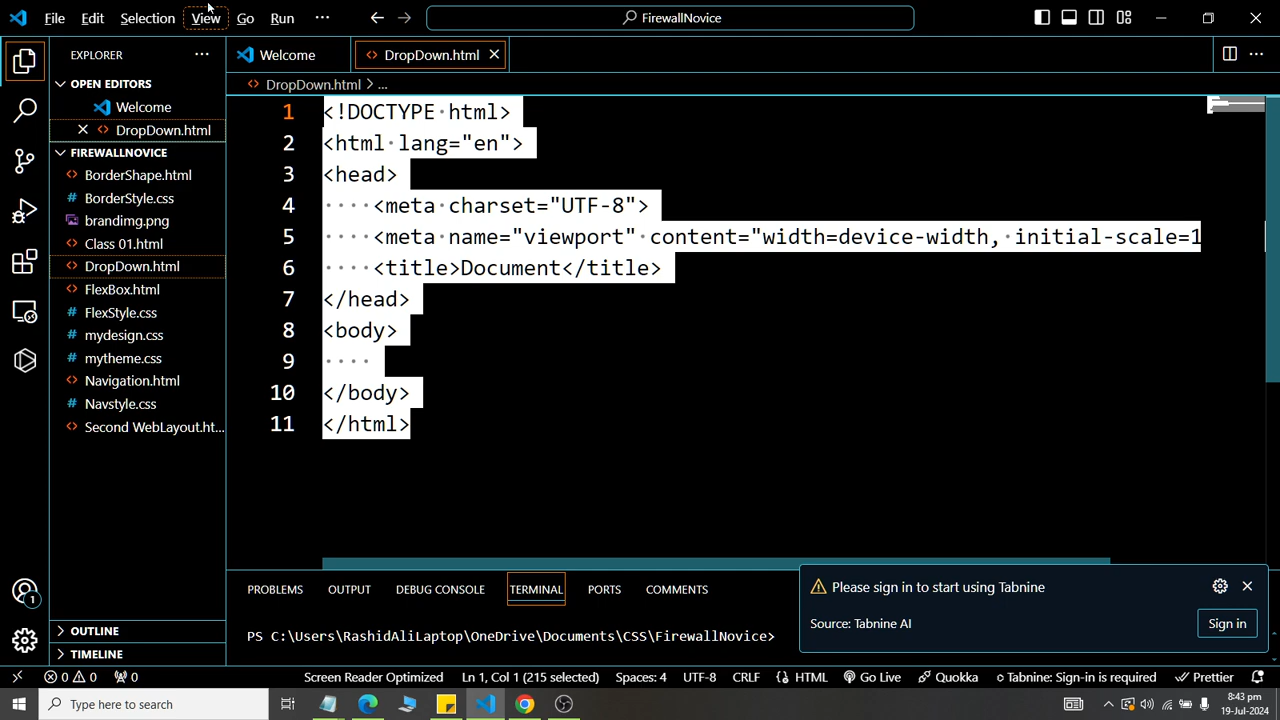 File Edit Selection View Go Run ··· FirewallNovice
EXPLORER ···
OPEN EDITORS
Welcome
DropDown.html
FIREWALLNOVICE
BorderShape.html
# BorderStyle.css
brandimg.png
Class 01.html
DropDown.html
FlexBox.html
# FlexStyle.css
# mydesign.css
# mytheme.css
Navigation.html
# Navstyle.css
Second WebLayout.ht...
OUTLINE
TIMELINE
Welcome DropDown.html
DropDown.html > ...
1 <!DOCTYPE html>
2 <html lang="en">
3 <head>
4 <meta charset="UTF-8">
5 <meta name="viewport" content="width=device-width, initial-scale=1
6 <title>Document</title>
7 </head>
8 <body>
9
10 </body>
11 </html>
PROBLEMS OUTPUT DEBUG CONSOLE TERMINAL PORTS COMMENTS
PS C:\Users\RashidAliLaptop\OneDrive\Documents\CSS\FirewallNovice>
Please sign in to start using Tabnine
Source: Tabnine AI Sign in
1
0 0 0 Screen Reader Optimized Ln 1, Col 1 (215 selected) Spaces: 4 UTF-8 CRLF {} HTML Go Live Quokka Tabnine: Sign-in is required Prettier
Type here to search
8:43 pm
19-Jul-2024